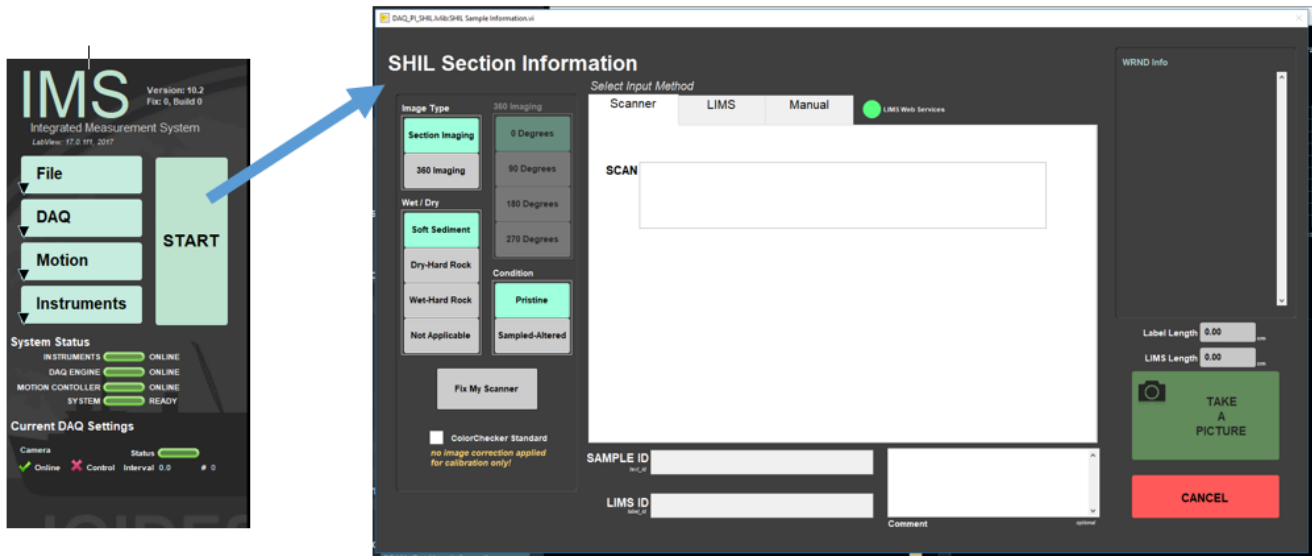 IMS
Version: 10.2
Fix: 0, Build 0
Integrated Measurement System
LabView: 17.0.1f1, 2017
File
DAQ
Motion
Instruments
START
System Status
INSTRUMENTS ONLINE
DAQ ENGINE ONLINE
MOTION CONTOLLER ONLINE
SYSTEM READY
Current DAQ Settings
Camera Status
Online Control Interval 0.0 # 0
DAQ_PI_SHIL.lvlib:SHIL Sample Information.vi
SHIL Section Information
Select Input Method
Scanner LIMS Manual LIMS Web Services
Image Type
Section Imaging
360 Imaging
360 Imaging
0 Degrees
90 Degrees
180 Degrees
270 Degrees
Wet / Dry
Soft Sediment
Dry-Hard Rock
Wet-Hard Rock
Not Applicable
Condition
Pristine
Sampled-Altered
Fix My Scanner
ColorChecker Standard
no image correction applied
for calibration only!
SCAN
SAMPLE ID
text_id
LIMS ID
label_id
Comment optional
WRND Info
Label Length 0.00 cm
LIMS Length 0.00 cm
TAKE
A
PICTURE
CANCEL